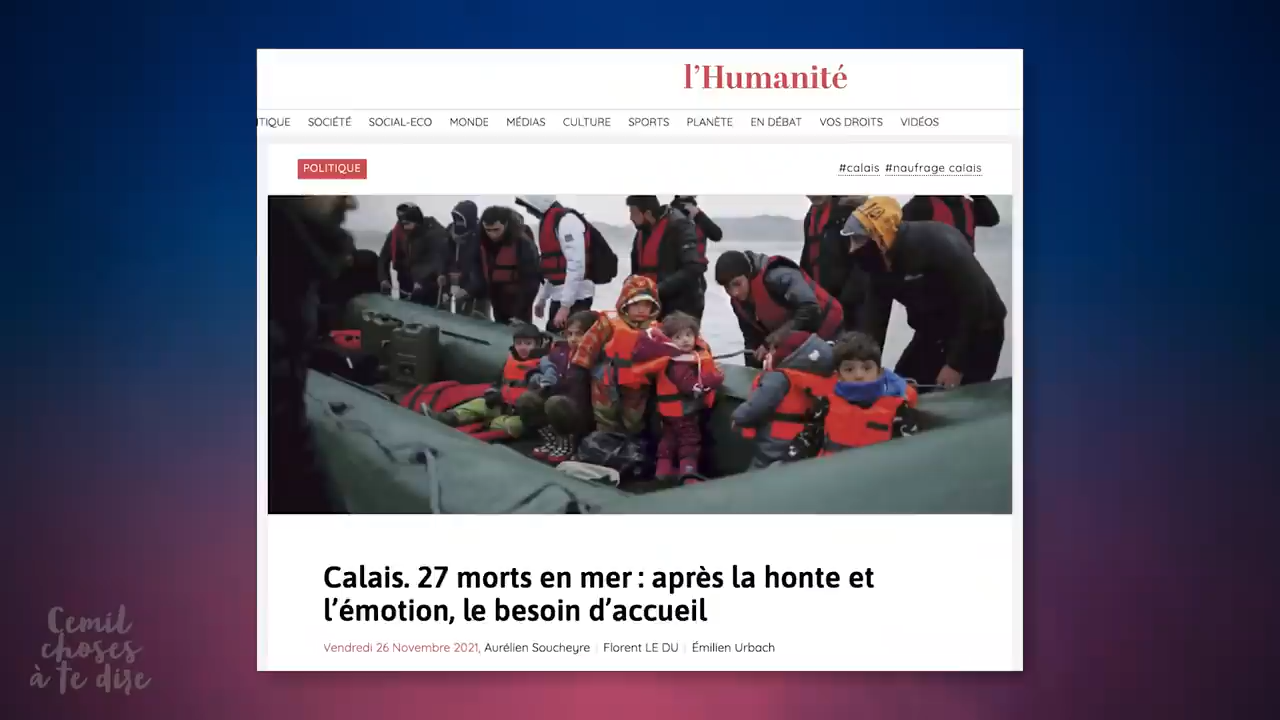 l'Humanité
ITIQUE SOCIÉTÉ SOCIAL-ECO MONDE MÉDIAS CULTURE SPORTS PLANÈTE EN DÉBAT VOS DROITS VIDÉOS
POLITIQUE #calais #naufrage calais
Calais. 27 morts en mer : après la honte et
l'émotion, le besoin d'accueil
Vendredi 26 Novembre 2021, Aurélien Soucheyre | Florent LE DU | Émilien Urbach
Cemil
choses
à te dire